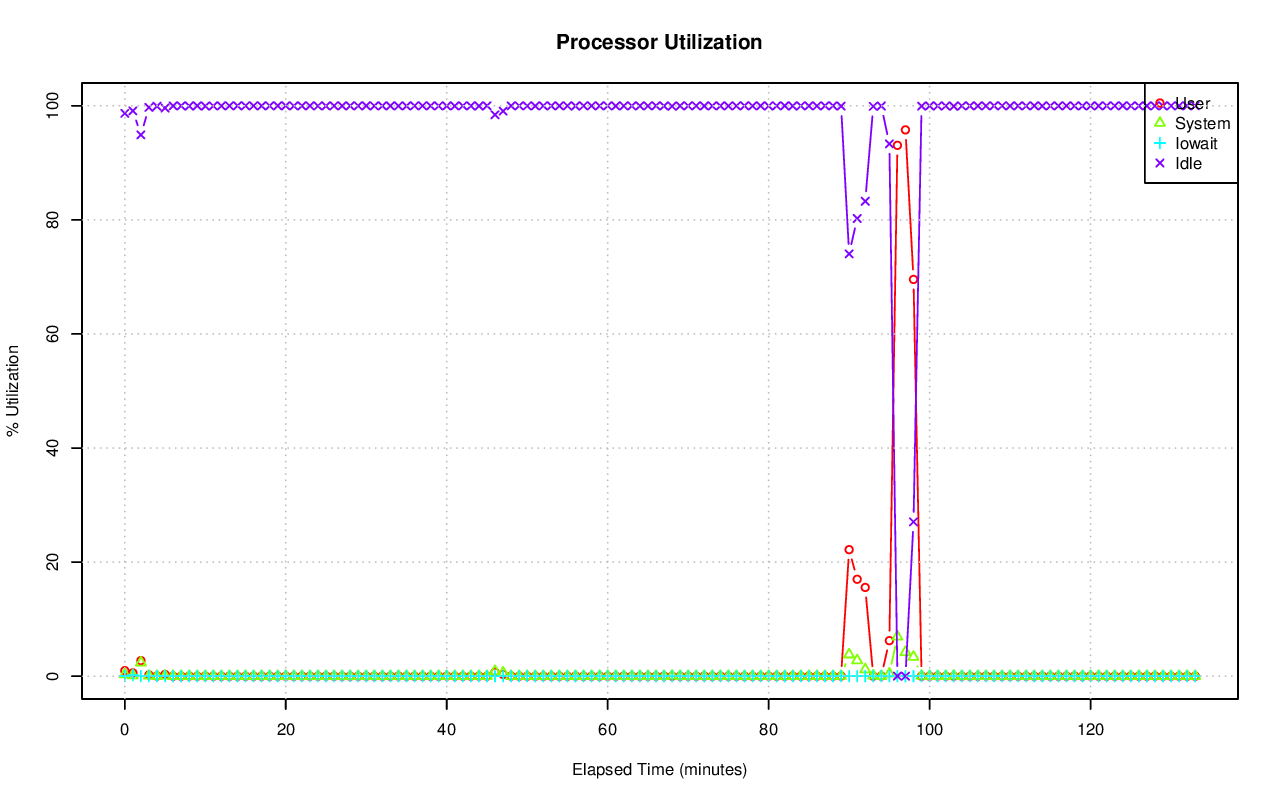 Processor Utilization
100
80
60
40
20
0
% Utilization
User
System
Iowait
Idle
0 20 40 60 80 100 120
Elapsed Time (minutes)